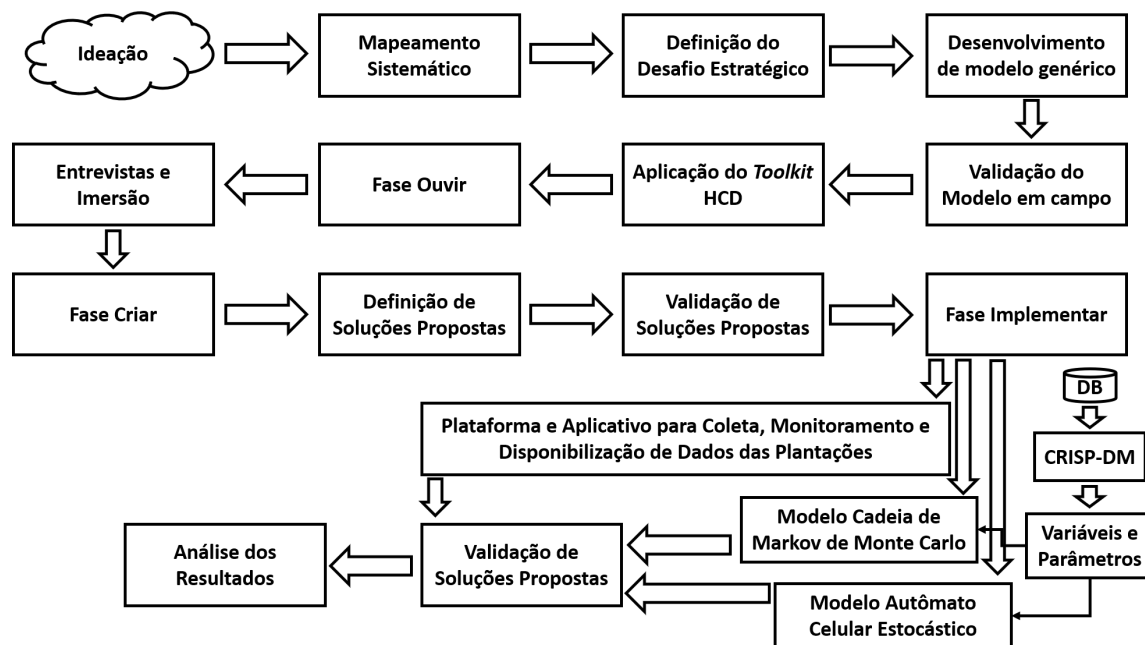 Ideação
Mapeamento
Sistemático
Definição do
Desafio Estratégico
Desenvolvimento
de modelo genérico
Entrevistas e
Imersão
Fase Ouvir
Aplicação do Toolkit
HCD
Validação do
Modelo em campo
Fase Criar
Definição de
Soluções Propostas
Validação de
Soluções Propostas
Fase Implementar
DB
Plataforma e Aplicativo para Coleta, Monitoramento e
Disponibilização de Dados das Plantações
CRISP-DM
Análise dos
Resultados
Validação de
Soluções Propostas
Modelo Cadeia de
Markov de Monte Carlo
Variáveis e
Parâmetros
Modelo Autômato
Celular Estocástico